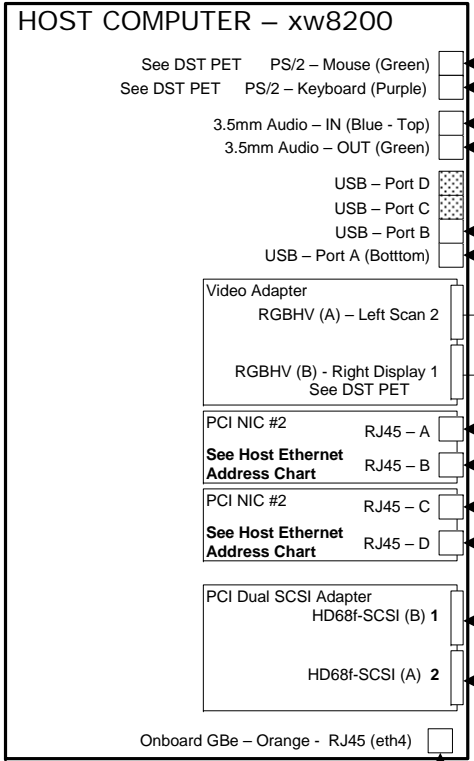 HOST COMPUTER – xw8200
See DST PET PS/2 – Mouse (Green)
See DST PET PS/2 – Keyboard (Purple)
3.5mm Audio – IN (Blue - Top)
3.5mm Audio – OUT (Green)
USB – Port D
USB – Port C
USB – Port B
USB – Port A (Botttom)
Video Adapter
RGBHV (A) – Left Scan 2
RGBHV (B) - Right Display 1
See DST PET
PCI NIC #2
RJ45 – A
See Host Ethernet
Address Chart
RJ45 – B
PCI NIC #2
RJ45 – C
See Host Ethernet
Address Chart
RJ45 – D
PCI Dual SCSI Adapter
HD68f-SCSI (B) 1
HD68f-SCSI (A) 2
Onboard GBe – Orange - RJ45 (eth4)